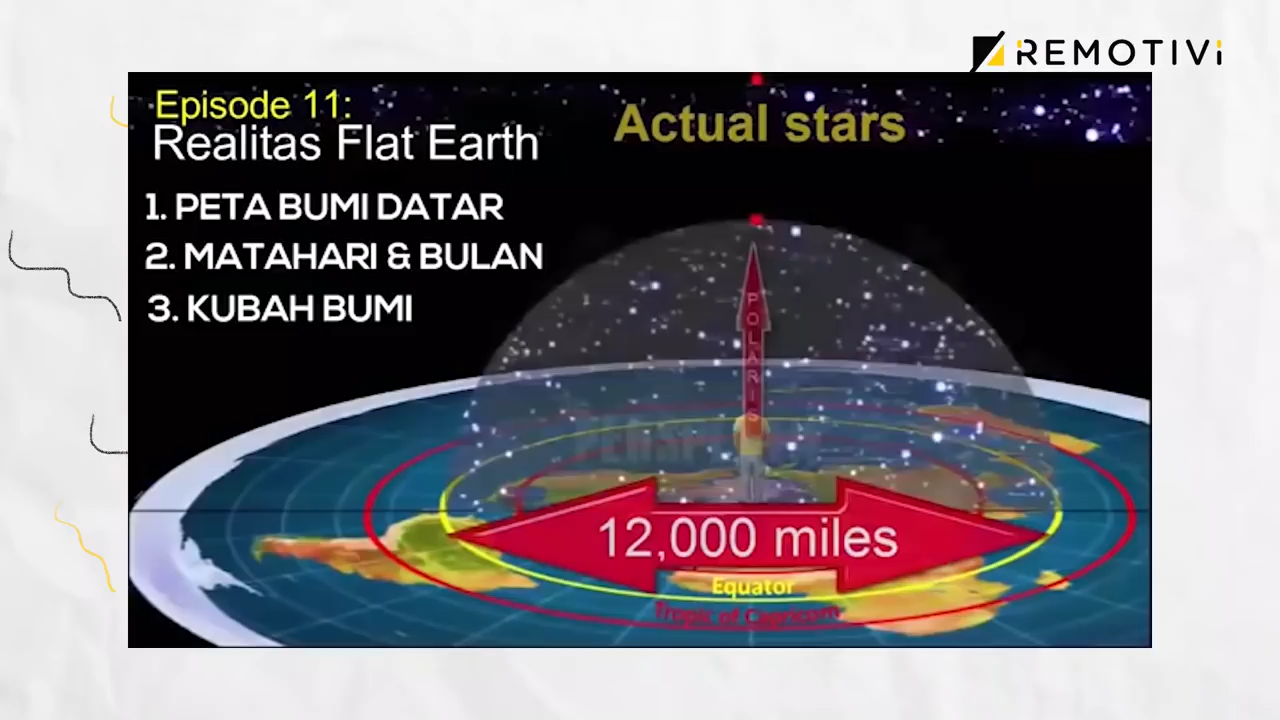 REMOTIVI
Episode 11:
Realitas Flat Earth
Actual stars
1. PETA BUMI DATAR
2. MATAHARI & BULAN
3. KUBAH BUMI
POLARIS
12,000 miles
Equator
Tropic of Capricorn